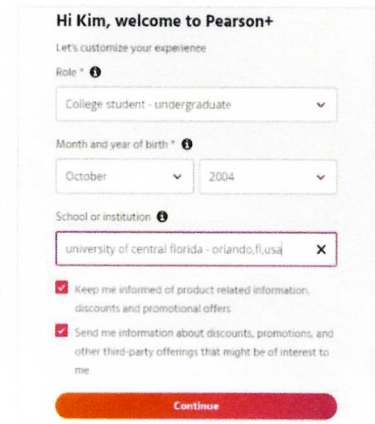 Hi Kim, welcome to Pearson+
Let's customize your experience
Role *
College student - undergraduate
Month and year of birth *
October 2004
School or institution
university of central florida - orlando,fl,usa
Keep me informed of product related information,
discounts and promotional offers
Send me information about discounts, promotions, and
other third-party offerings that might be of interest to
me
Continue